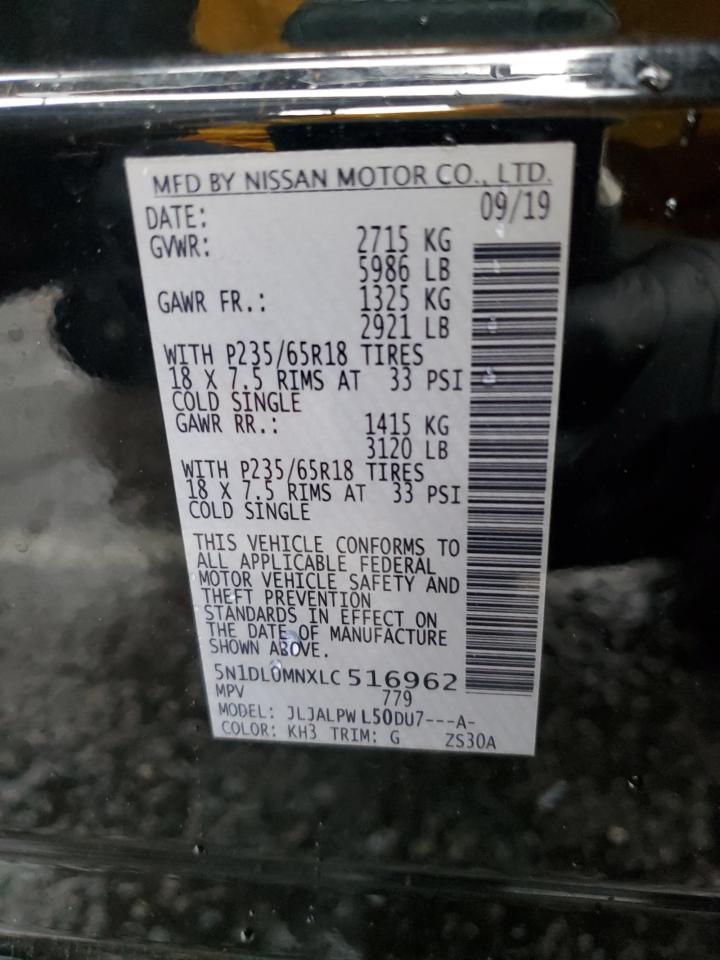 MFD BY NISSAN MOTOR CO., LTD.
DATE: 09/19
GVWR: 2715 KG
5986 LB
GAWR FR.: 1325 KG
2921 LB
WITH P235/65R18 TIRES
18 X 7.5 RIMS AT 33 PSI
COLD SINGLE
GAWR RR.: 1415 KG
3120 LB
WITH P235/65R18 TIRES
18 X 7.5 RIMS AT 33 PSI
COLD SINGLE
THIS VEHICLE CONFORMS TO
ALL APPLICABLE FEDERAL
MOTOR VEHICLE SAFETY AND
THEFT PREVENTION
STANDARDS IN EFFECT ON
THE DATE OF MANUFACTURE
SHOWN ABOVE.
5N1DL0MNXLC 516962
MPV 779
MODEL: JLJALPW L50DU7---A-
COLOR: KH3 TRIM: G ZS30A